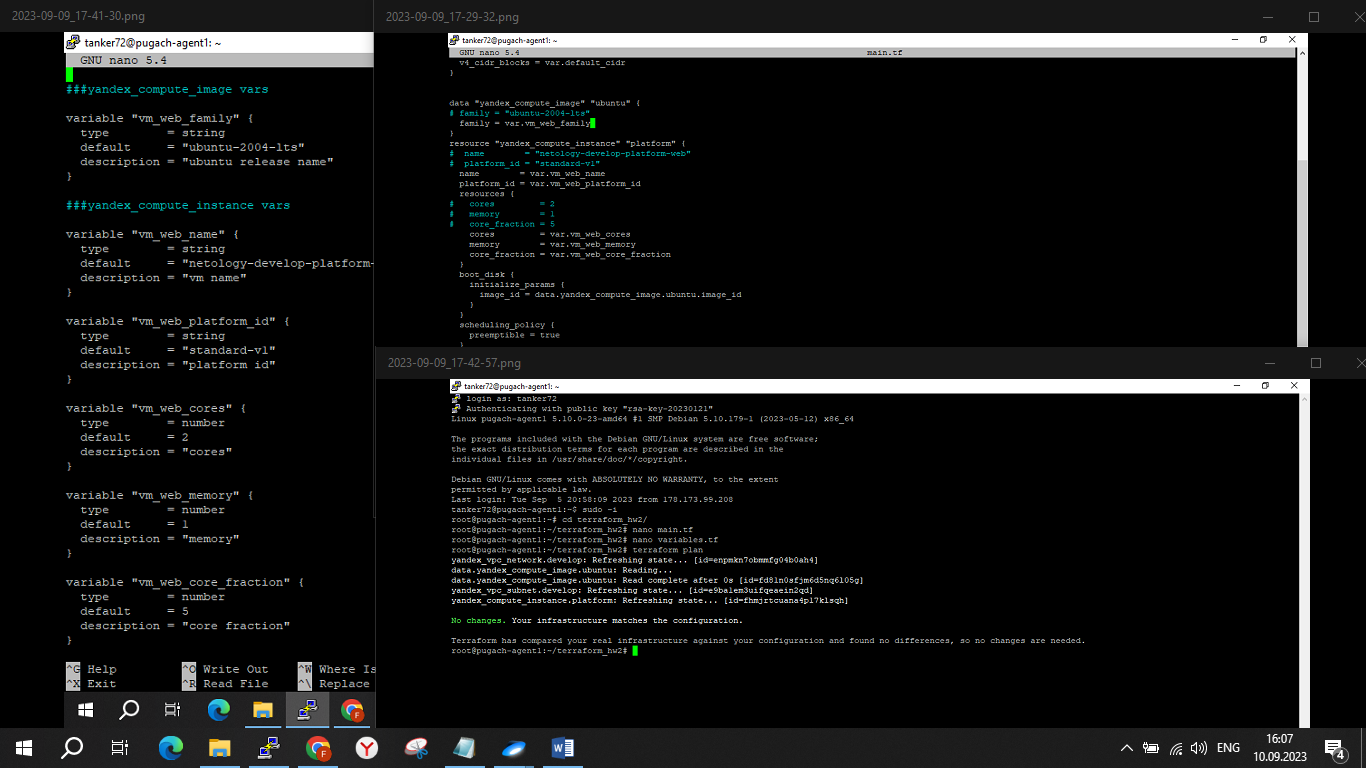 2023-09-09_17-41-30.png
tanker72@pugach-agent1: ~
GNU nano 5.4
###yandex_compute_image vars
variable "vm_web_family" {
type = string
default = "ubuntu-2004-lts"
description = "ubuntu release name"
}
###yandex_compute_instance vars
variable "vm_web_name" {
type = string
default = "netology-develop-platform-
description = "vm name"
}
variable "vm_web_platform_id" {
type = string
default = "standard-v1"
description = "platform id"
}
variable "vm_web_cores" {
type = number
default = 2
description = "cores"
}
variable "vm_web_memory" {
type = number
default = 1
description = "memory"
}
variable "vm_web_core_fraction" {
type = number
default = 5
description = "core fraction"
}
^G Help ^O Write Out ^W Where Is
^X Exit ^R Read File ^\ Replace
2023-09-09_17-29-32.png
tanker72@pugach-agent1: ~
GNU nano 5.4 main.tf
v4_cidr_blocks = var.default_cidr
}
data "yandex_compute_image" "ubuntu" {
# family = "ubuntu-2004-lts"
family = var.vm_web_family
}
resource "yandex_compute_instance" "platform" {
# name = "netology-develop-platform-web"
# platform_id = "standard-v1"
name = var.vm_web_name
platform_id = var.vm_web_platform_id
resources {
# cores = 2
# memory = 1
# core_fraction = 5
cores = var.vm_web_cores
memory = var.vm_web_memory
core_fraction = var.vm_web_core_fraction
}
boot_disk {
initialize_params {
image_id = data.yandex_compute_image.ubuntu.image_id
}
}
scheduling_policy {
preemptible = true
}
2023-09-09_17-42-57.png
tanker72@pugach-agent1: ~
login as: tanker72
Authenticating with public key "rsa-key-20230121"
Linux pugach-agent1 5.10.0-23-amd64 #1 SMP Debian 5.10.179-1 (2023-05-12) x86_64
The programs included with the Debian GNU/Linux system are free software;
the exact distribution terms for each program are described in the
individual files in /usr/share/doc/*/copyright.
Debian GNU/Linux comes with ABSOLUTELY NO WARRANTY, to the extent
permitted by applicable law.
Last login: Tue Sep 5 20:58:09 2023 from 178.173.99.208
tanker72@pugach-agent1:~$ sudo -i
root@pugach-agent1:~# cd terraform_hw2/
root@pugach-agent1:~/terraform_hw2# nano main.tf
root@pugach-agent1:~/terraform_hw2# nano variables.tf
root@pugach-agent1:~/terraform_hw2# terraform plan
yandex_vpc_network.develop: Refreshing state... [id=enpmkn7obmmfg04b0ah4]
data.yandex_compute_image.ubuntu: Reading...
data.yandex_compute_image.ubuntu: Read complete after 0s [id=fd8ln0sfjm6d5nq6l05g]
yandex_vpc_subnet.develop: Refreshing state... [id=e9balem3uifqeaein2qd]
yandex_compute_instance.platform: Refreshing state... [id=fhmjrtcuana4pl7klsqh]
No changes. Your infrastructure matches the configuration.
Terraform has compared your real infrastructure against your configuration and found no differences, so no changes are needed.
root@pugach-agent1:~/terraform_hw2#
ENG
16:07
10.09.2023
4